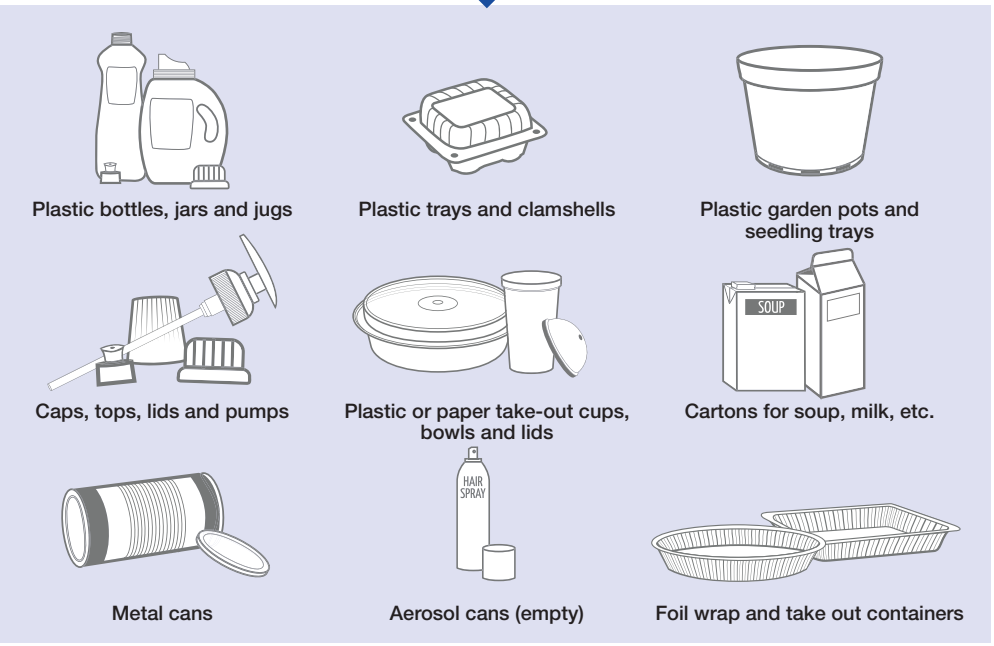 Plastic bottles, jars and jugs
Plastic trays and clamshells
Plastic garden pots and
seedling trays
SOUP
Caps, tops, lids and pumps
Plastic or paper take-out cups,
bowls and lids
Cartons for soup, milk, etc.
HAIR
SPRAY
Metal cans
Aerosol cans (empty)
Foil wrap and take out containers